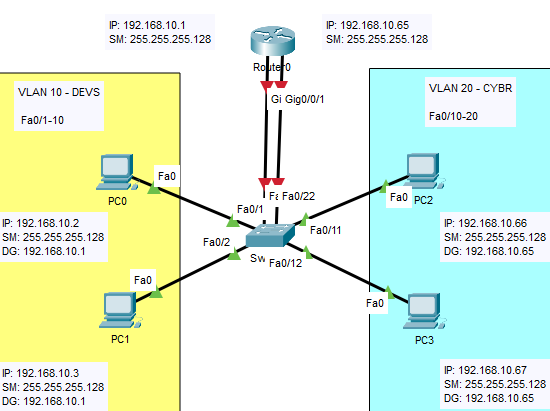 IP: 192.168.10.1
SM: 255.255.255.128
IP: 192.168.10.65
SM: 255.255.255.128
Router0
Gi Gig0/0/1
VLAN 10 - DEVS
Fa0/1-10
VLAN 20 - CYBR
Fa0/10-20
Fa0
PC0
Fa0
PC2
Fa Fa0/22
Fa0/1
Fa0/11
IP: 192.168.10.2
SM: 255.255.255.128
DG: 192.168.10.1
IP: 192.168.10.66
SM: 255.255.255.128
DG: 192.168.10.65
Fa0/2
Sw Fa0/12
Fa0
PC1
Fa0
PC3
IP: 192.168.10.3
SM: 255.255.255.128
DG: 192.168.10.1
IP: 192.168.10.67
SM: 255.255.255.128
DG: 192.168.10.65